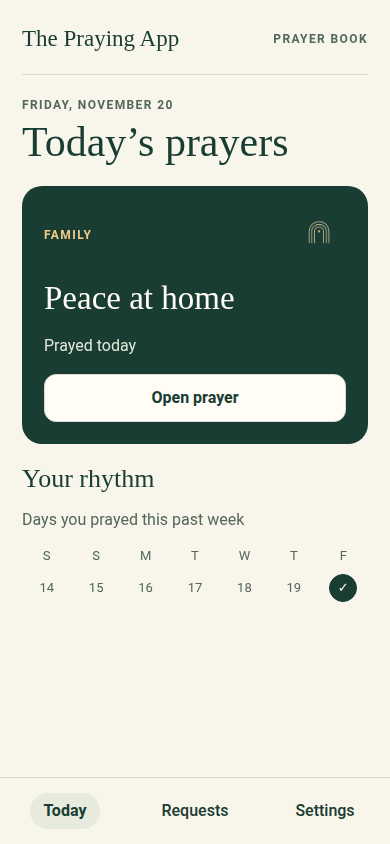 The Praying App
PRAYER BOOK
FRIDAY, NOVEMBER 20
Today’s prayers
FAMILY
Peace at home
Prayed today
Open prayer
Your rhythm
Days you prayed this past week
S S M T W T F
14 15 16 17 18 19 ✓
Today Requests Settings